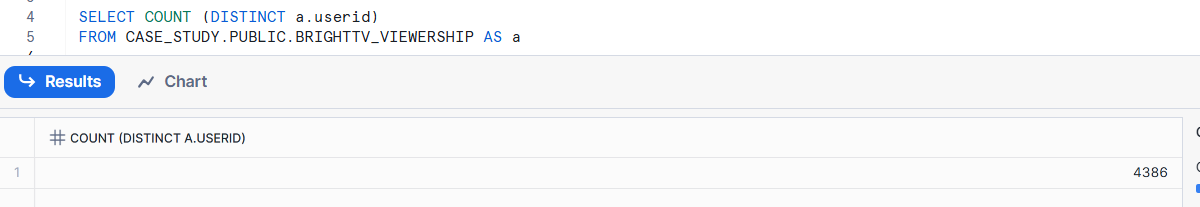 4 SELECT COUNT (DISTINCT a.userid)
5 FROM CASE_STUDY.PUBLIC.BRIGHTTV_VIEWERSHIP AS a
Results Chart
COUNT (DISTINCT A.USERID)
1 4386